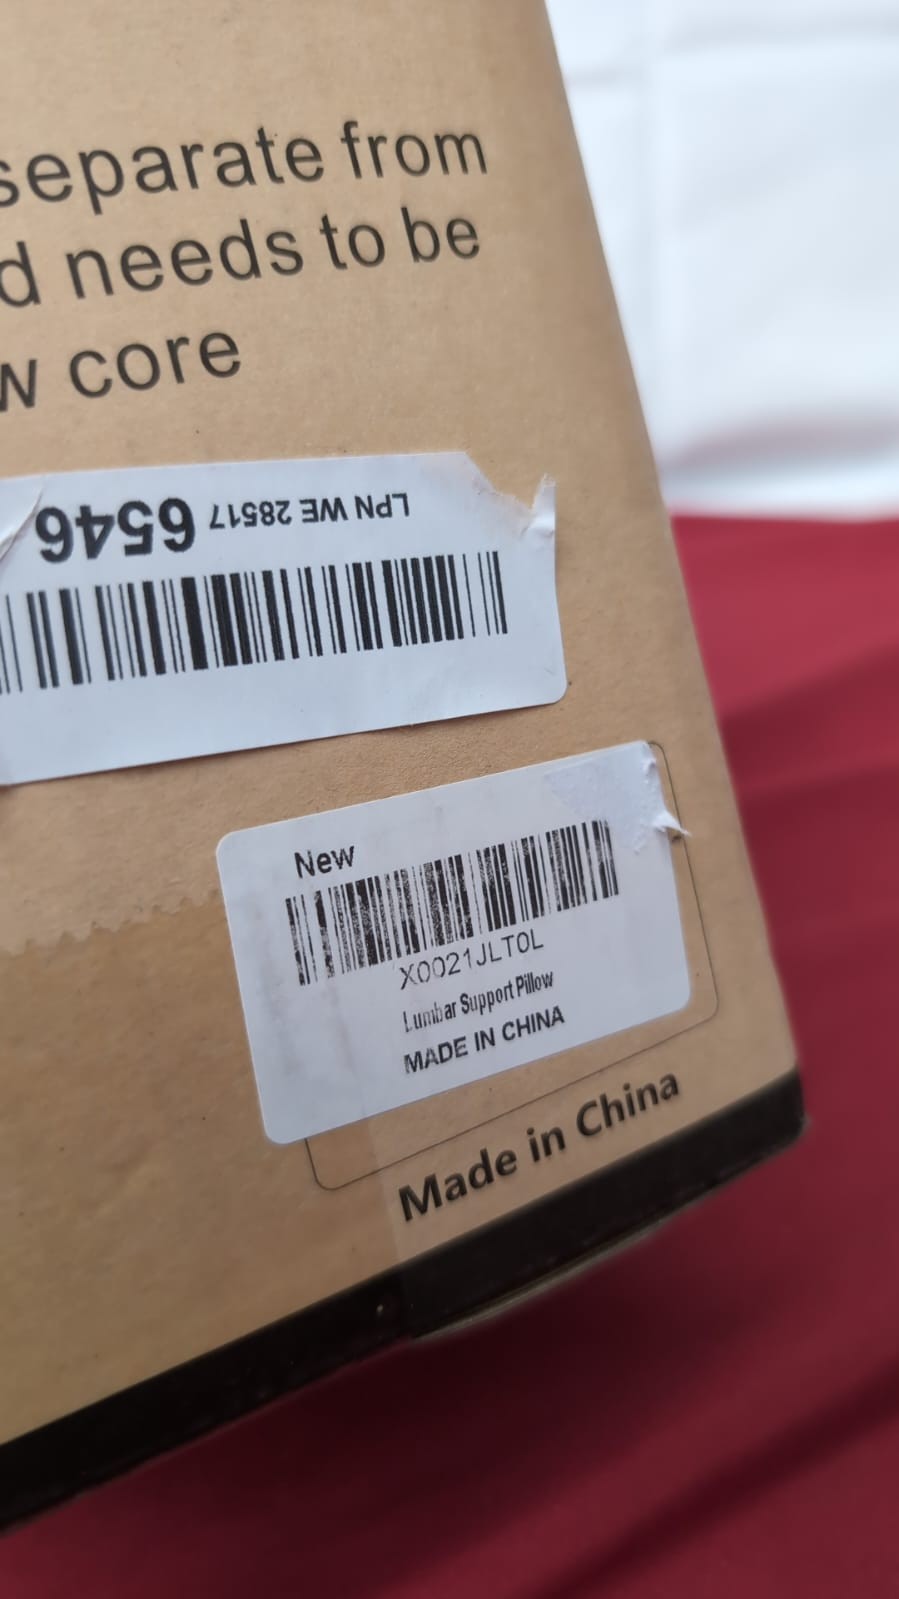 separate from
d needs to be
w core
LPN WE 28517 6546
New
X0021JLT0L
Lumbar Support Pillow
MADE IN CHINA
Made in China